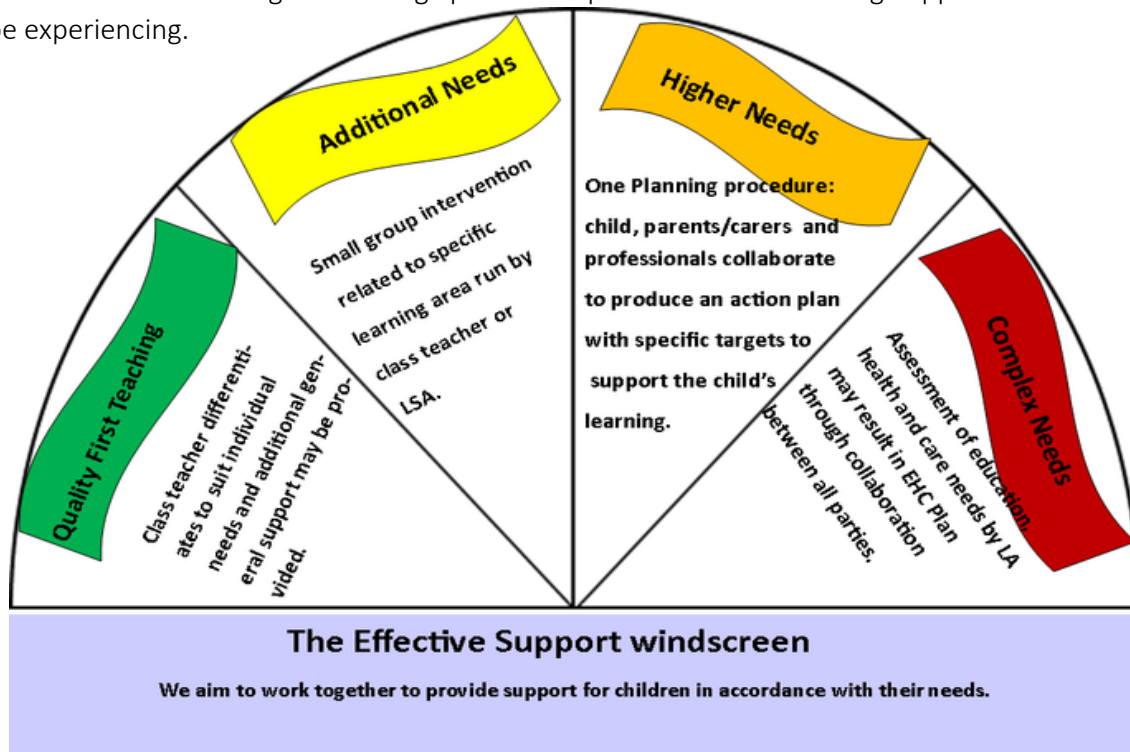 be experiencing.
Quality First Teaching
Class teacher differenti-
ates to suit individual
needs and additional gen-
eral support may be pro-
vided.
Additional Needs
Small group intervention
related to specific
learning area run by
class teacher or
LSA.
Higher Needs
One Planning procedure:
child, parents/carers and
professionals collaborate
to produce an action plan
with specific targets to
support the child's
learning.
Complex Needs
Assessment of education,
health and care needs by LA
may result in EHC Plan
through collaboration
between all parties.
The Effective Support windscreen
We aim to work together to provide support for children in accordance with their needs.